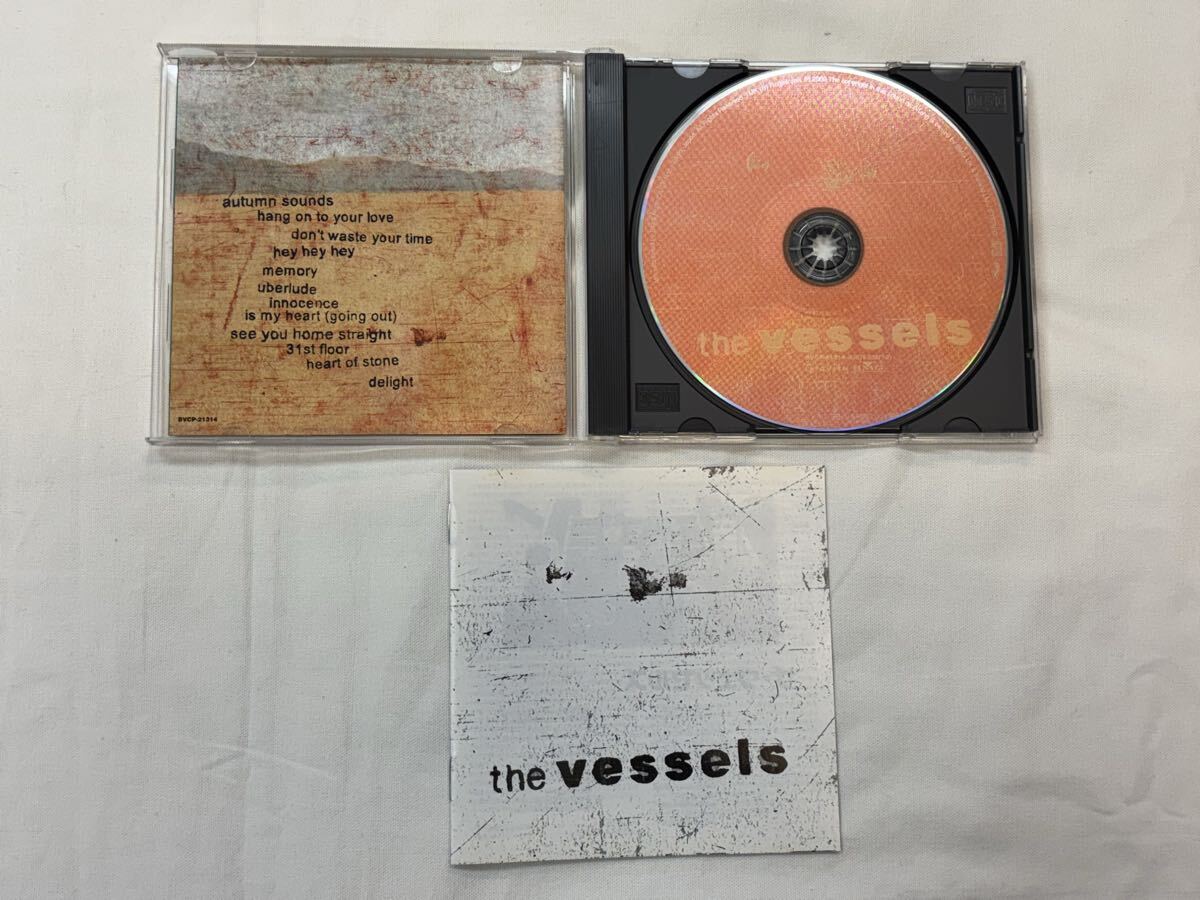 autumn sounds
hang on to your love
don't waste your time
hey hey hey
memory
uberlude
innocence
is my heart (going out)
see you home straight
31st floor
heart of stone
delight
BVCP-21314
the vessels
the vessels